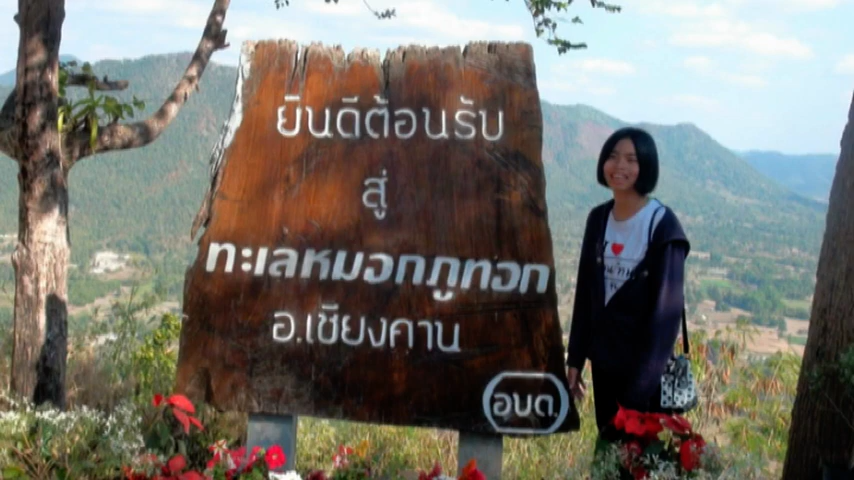 ยินดีต้อนรับ
สู่
ทะเลหมอกภูทอก
อ.เชียงคาน
อบต.
I ♥